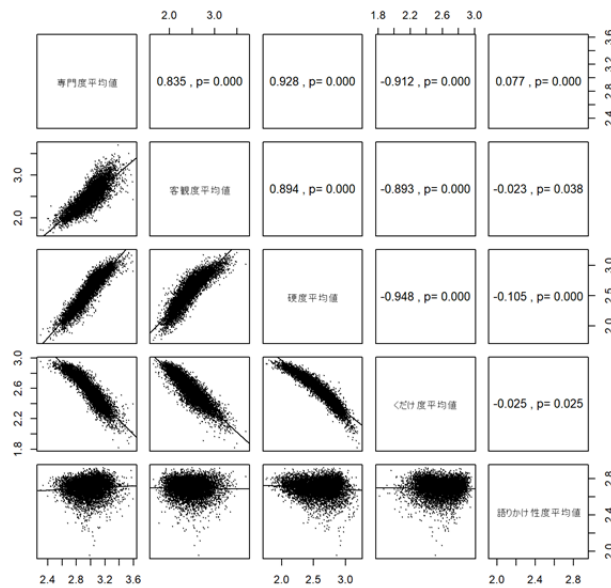 2.0 3.0 1.8 2.2 2.6 3.0
専門度平均値 0.835 , p= 0.000 0.928 , p= 0.000 -0.912 , p= 0.000 0.077 , p= 0.000 2.4 2.8 3.2 3.6
2.0 3.0 客観度平均値 0.894 , p= 0.000 -0.893 , p= 0.000 -0.023 , p= 0.038
硬度平均値 -0.948 , p= 0.000 -0.105 , p= 0.000 2.0 2.5 3.0
1.8 2.2 2.6 3.0 くだけ度平均値 -0.025 , p= 0.025
語りかけ性度平均値 2.0 2.4 2.8
2.4 2.8 3.2 3.6 2.0 2.5 3.0 2.0 2.4 2.8